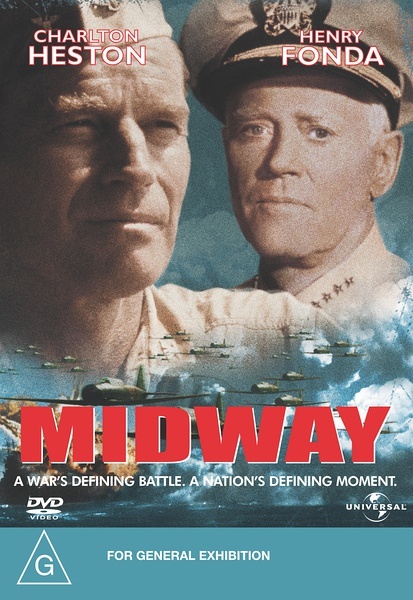 CHARLTON
HESTON
HENRY
FONDA
MIDWAY
A WAR'S DEFINING BATTLE. A NATION'S DEFINING MOMENT.
DVD
VIDEO
UNIVERSAL
G
FOR GENERAL EXHIBITION